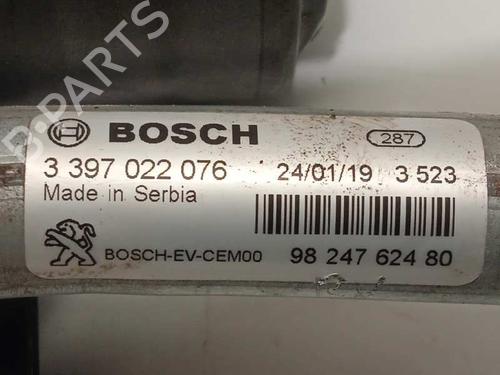 B-PARTS
BOSCH
287
3 397 022 076
24/01/19 3 523
Made in Serbia
BOSCH-EV-CEM00
98 247 624 80